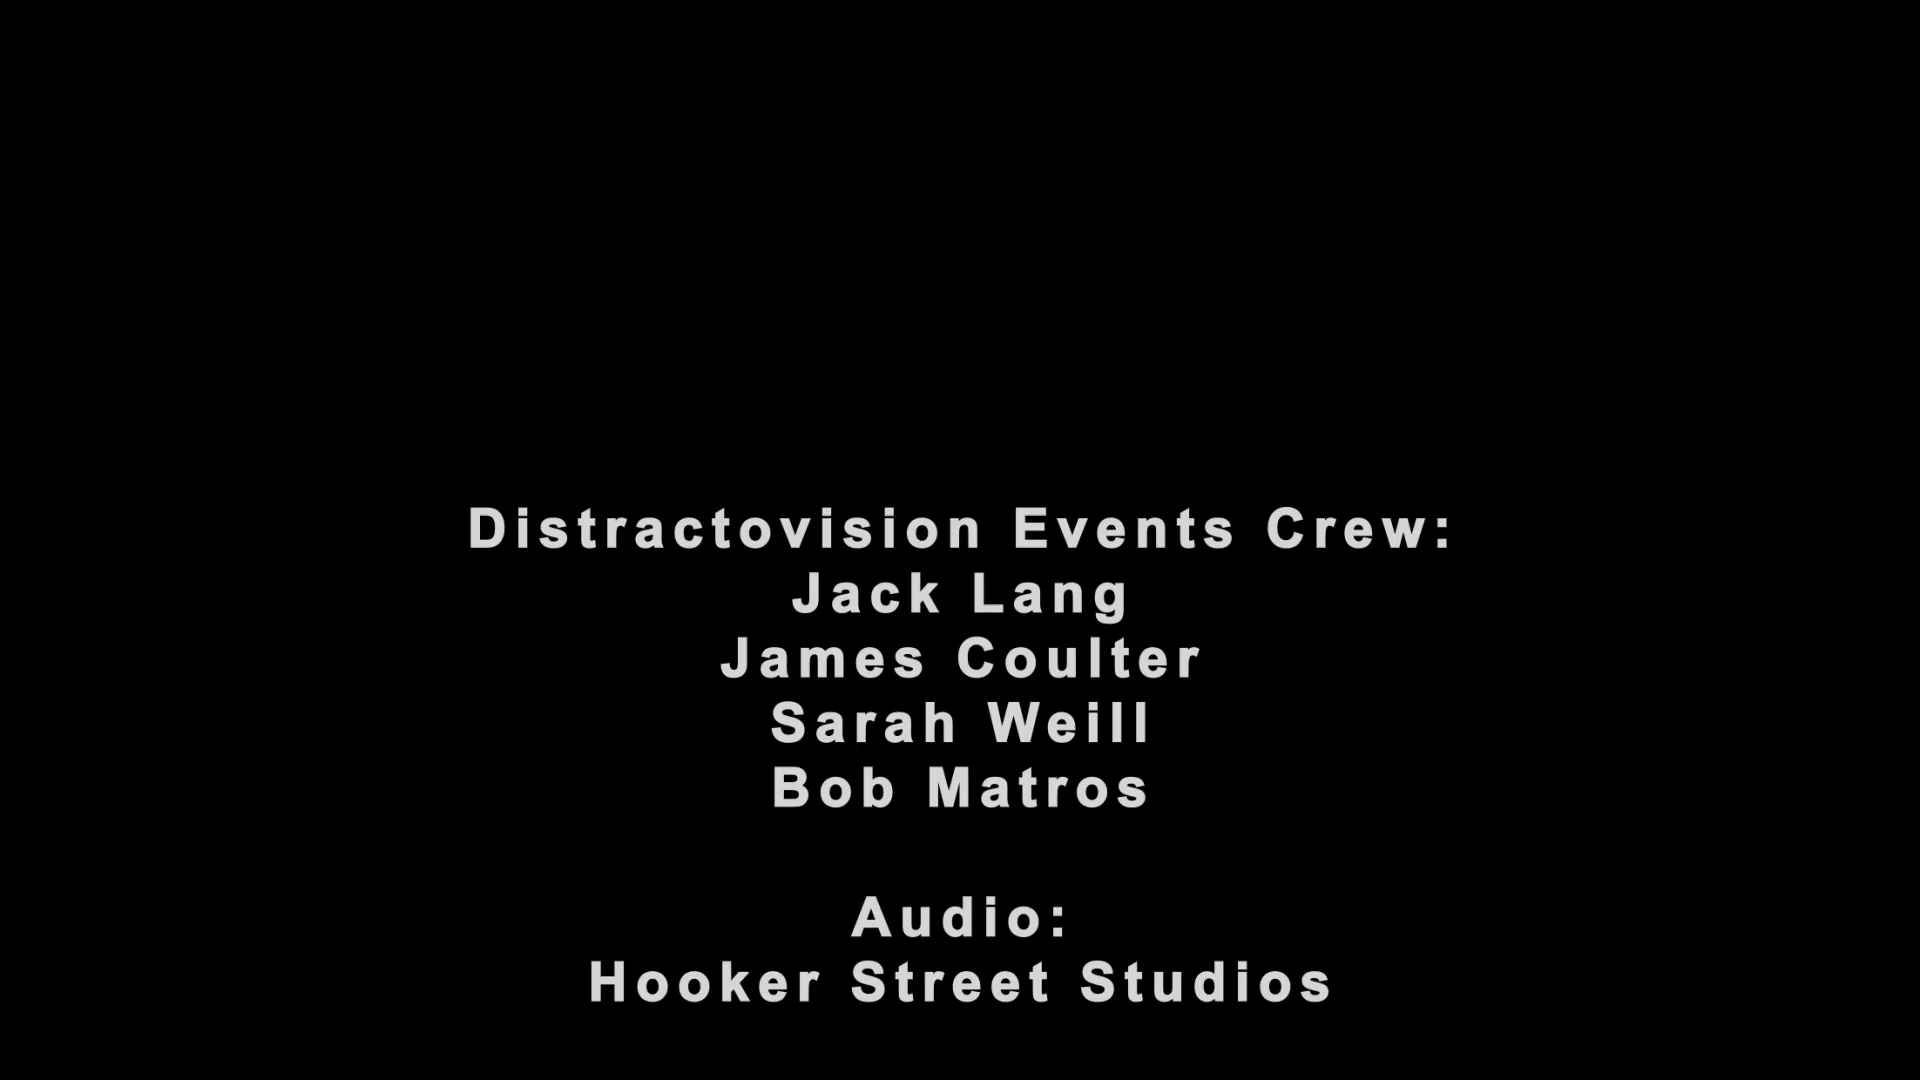 Distractovision Events Crew:
Jack Lang
James Coulter
Sarah Weill
Bob Matros
Audio:
Hooker Street Studios